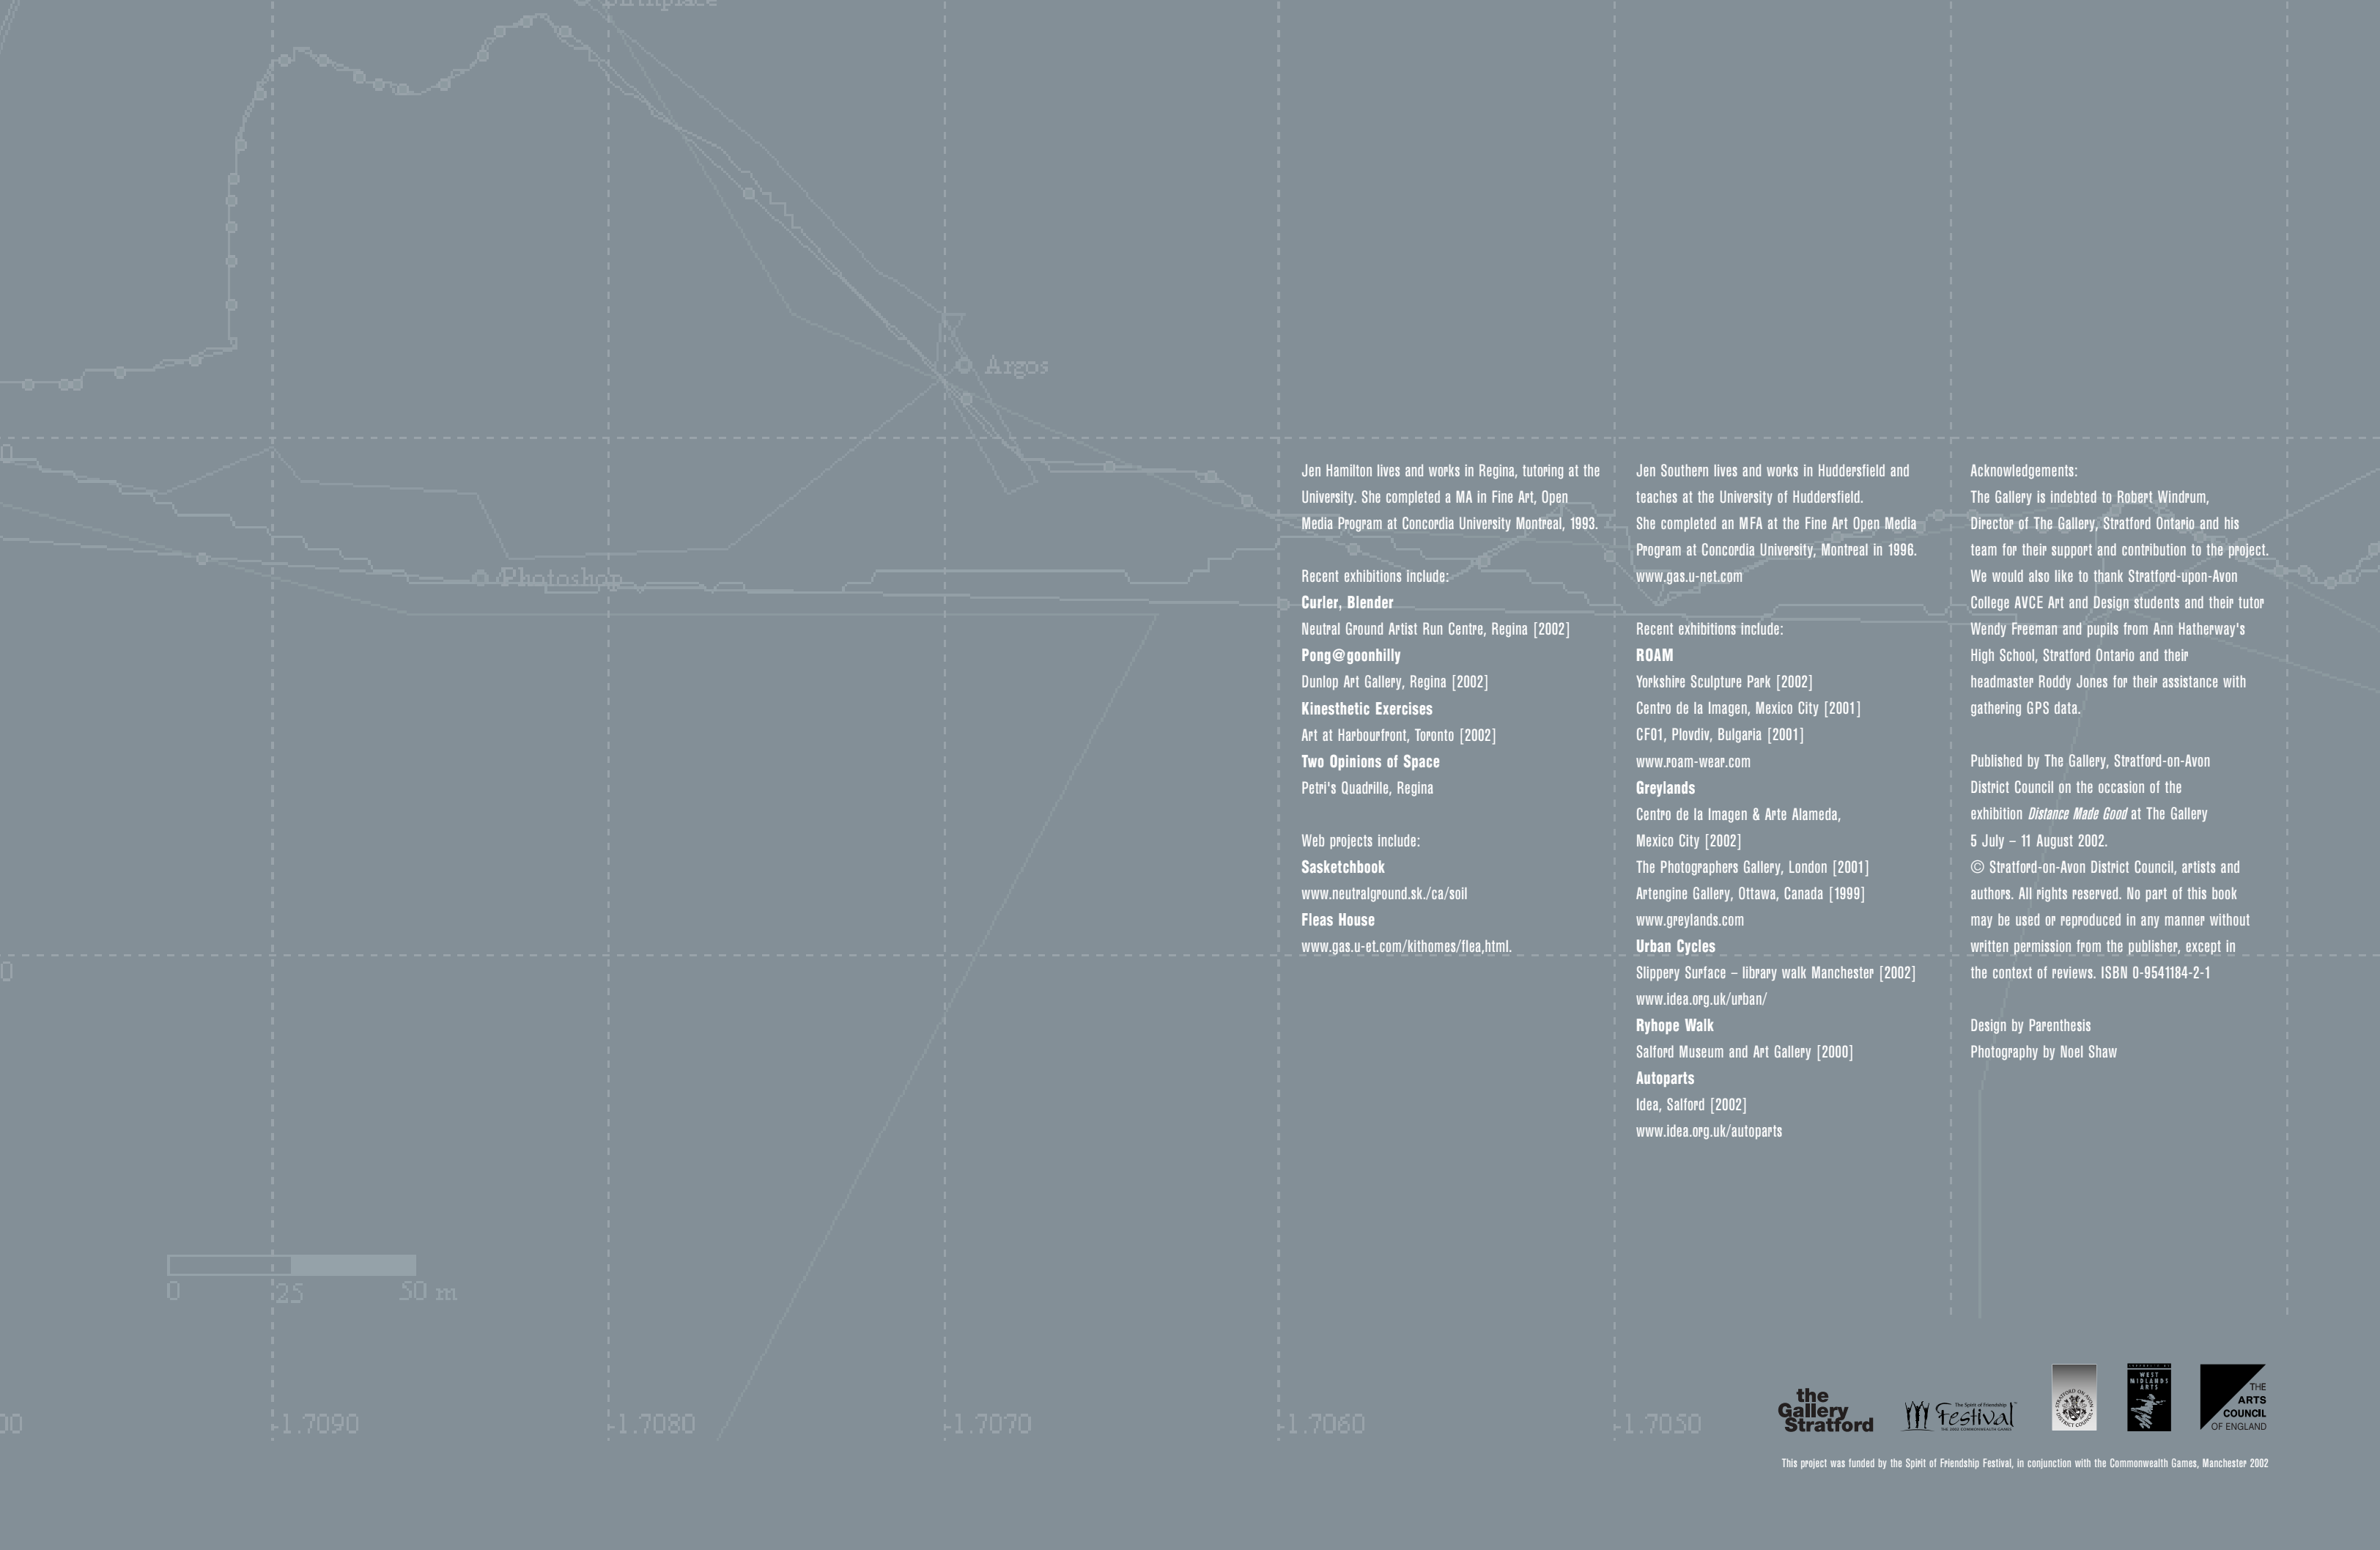 Birthplace
Argos
Photoshop
0
0
Jen Hamilton lives and works in Regina, tutoring at the
University. She completed a MA in Fine Art, Open
Media Program at Concordia University Montreal, 1993.
Recent exhibitions include:
Curler, Blender
Neutral Ground Artist Run Centre, Regina [2002]
Pong@goonhilly
Dunlop Art Gallery, Regina [2002]
Kinesthetic Exercises
Art at Harbourfront, Toronto [2002]
Two Opinions of Space
Petri's Quadrille, Regina
Web projects include:
Sasketchbook
www.neutralground.sk./ca/soil
Fleas House
www.gas.u-et.com/kithomes/flea,html.
Jen Southern lives and works in Huddersfield and
teaches at the University of Huddersfield.
She completed an MFA at the Fine Art Open Media
Program at Concordia University, Montreal in 1996.
www.gas.u-net.com
Recent exhibitions include:
ROAM
Yorkshire Sculpture Park [2002]
Centro de la Imagen, Mexico City [2001]
CF01, Plovdiv, Bulgaria [2001]
www.roam-wear.com
Greylands
Centro de la Imagen & Arte Alameda,
Mexico City [2002]
The Photographers Gallery, London [2001]
Artengine Gallery, Ottawa, Canada [1999]
www.greylands.com
Urban Cycles
Slippery Surface – library walk Manchester [2002]
www.idea.org.uk/urban/
Ryhope Walk
Salford Museum and Art Gallery [2000]
Autoparts
Idea, Salford [2002]
www.idea.org.uk/autoparts
Acknowledgements:
The Gallery is indebted to Robert Windrum,
Director of The Gallery, Stratford Ontario and his
team for their support and contribution to the project.
We would also like to thank Stratford-upon-Avon
College AVCE Art and Design students and their tutor
Wendy Freeman and pupils from Ann Hatherway's
High School, Stratford Ontario and their
headmaster Roddy Jones for their assistance with
gathering GPS data.
Published by The Gallery, Stratford-on-Avon
District Council on the occasion of the
exhibition Distance Made Good at The Gallery
5 July – 11 August 2002.
© Stratford-on-Avon District Council, artists and
authors. All rights reserved. No part of this book
may be used or reproduced in any manner without
written permission from the publisher, except in
the context of reviews. ISBN 0-9541184-2-1
Design by Parenthesis
Photography by Noel Shaw
0 25 50 m
00 -1.7090 -1.7080 -1.7070 -1.7060 -1.7050
the
Gallery
Stratford
The Spirit of Friendship
Festival
THE 2002 COMMONWEALTH GAMES
STRATFORD-ON-AVON
DISTRICT COUNCIL
WEST
MIDLANDS
ARTS
THE
ARTS
COUNCIL
OF ENGLAND
This project was funded by the Spirit of Friendship Festival, in conjunction with the Commonwealth Games, Manchester 2002